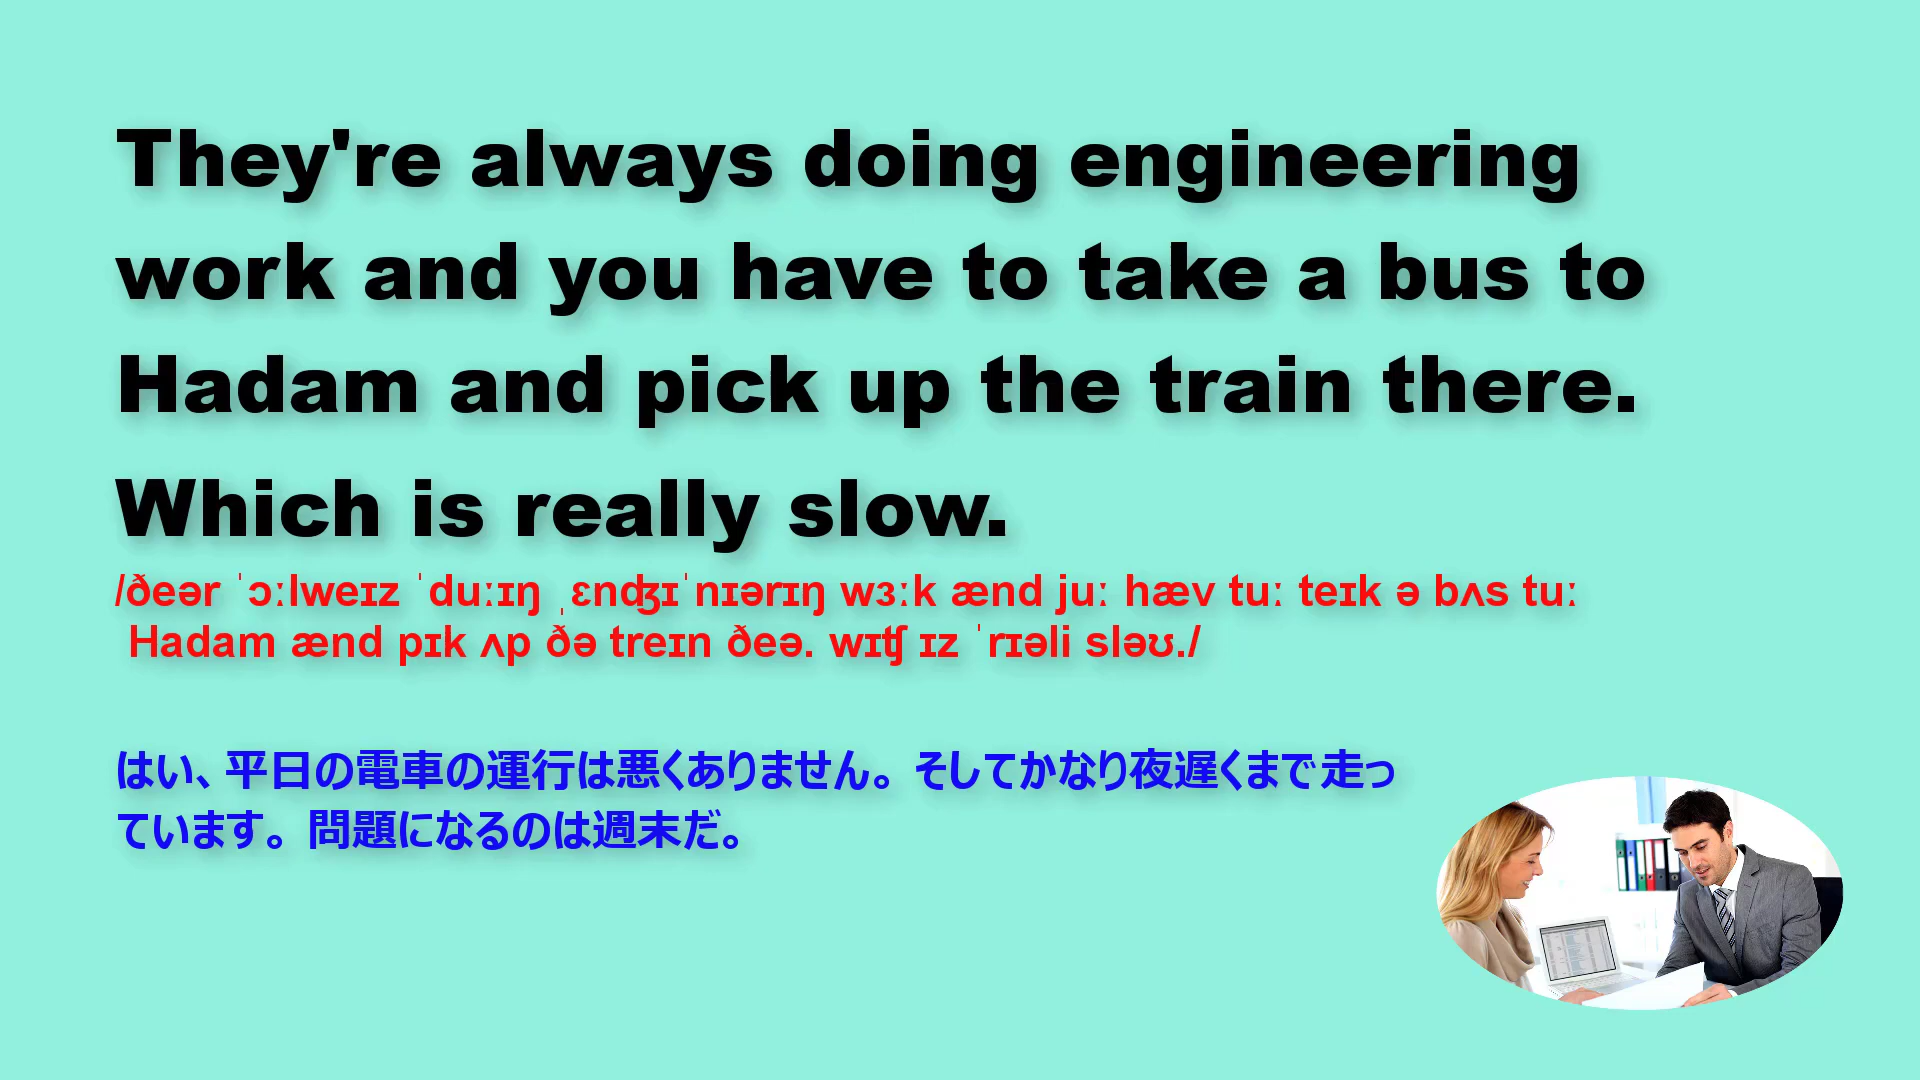 They're always doing engineering
work and you have to take a bus to
Hadam and pick up the train there.
Which is really slow.
/ðeər ˈɔːlweɪz ˈduːɪŋ ˌɛnʤɪˈnɪərɪŋ wɜːk ænd juː hæv tuː teɪk ə bʌs tuː
Hadam ænd pɪk ʌp ðə treɪn ðeə. wɪʧ ɪz ˈrɪəli sləʊ./
はい、平日の電車の運行は悪くありません。そしてかなり夜遅くまで走っ
ています。問題になるのは週末だ。